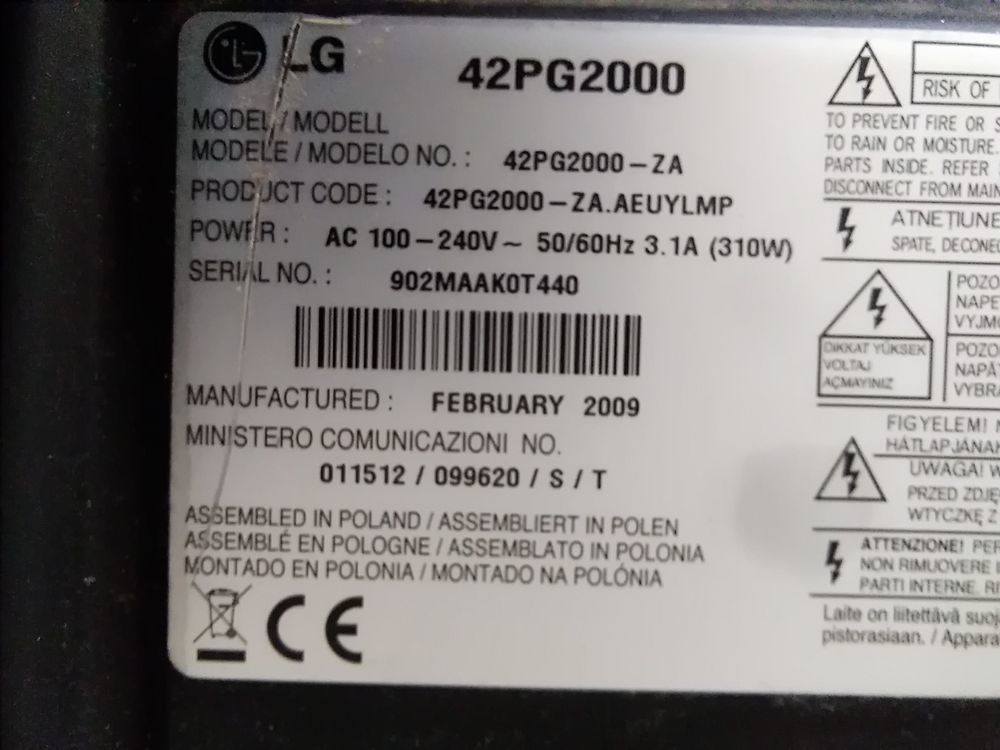 LG
42PG2000
MODEL / MODELL
MODELE / MODELO NO. :
42PG2000-ZA
PRODUCT CODE :
42PG2000-ZA.AEUYLMP
POWER :
AC 100-240V~ 50/60Hz 3.1A (310W)
SERIAL NO. :
902MAAK0T440
MANUFACTURED :
FEBRUARY 2009
MINISTERO COMUNICAZIONI NO.
011512 / 099620 / S / T
ASSEMBLED IN POLAND / ASSEMBLIERT IN POLEN
ASSEMBLÉ EN POLOGNE / ASSEMBLATO IN POLONIA
MONTADO EN POLONIA / MONTADO NA POLÓNIA
CE
RISK OF
TO PREVENT FIRE OR
TO RAIN OR MOISTURE.
PARTS INSIDE. REFER
DISCONNECT FROM MAIN
ATNEȚIUNE
SPATE, DECONEC
DIKKAT YÜKSEK
VOLTAJ
AÇMAYINIZ
POZO
NAPE
VYJMO
POZO
NAPÄ
VYBRA
FIGYELEM!
HÁTLAPJÁNAK
UWAGA! W
PRZED ZDJĘ
WTYCZKĘ Z
ATTENZIONE! PER
NON RIMUOVERE I
PARTI INTERNE. RI
Laite on liitettävä suoj
pistorasiaan. / Appara